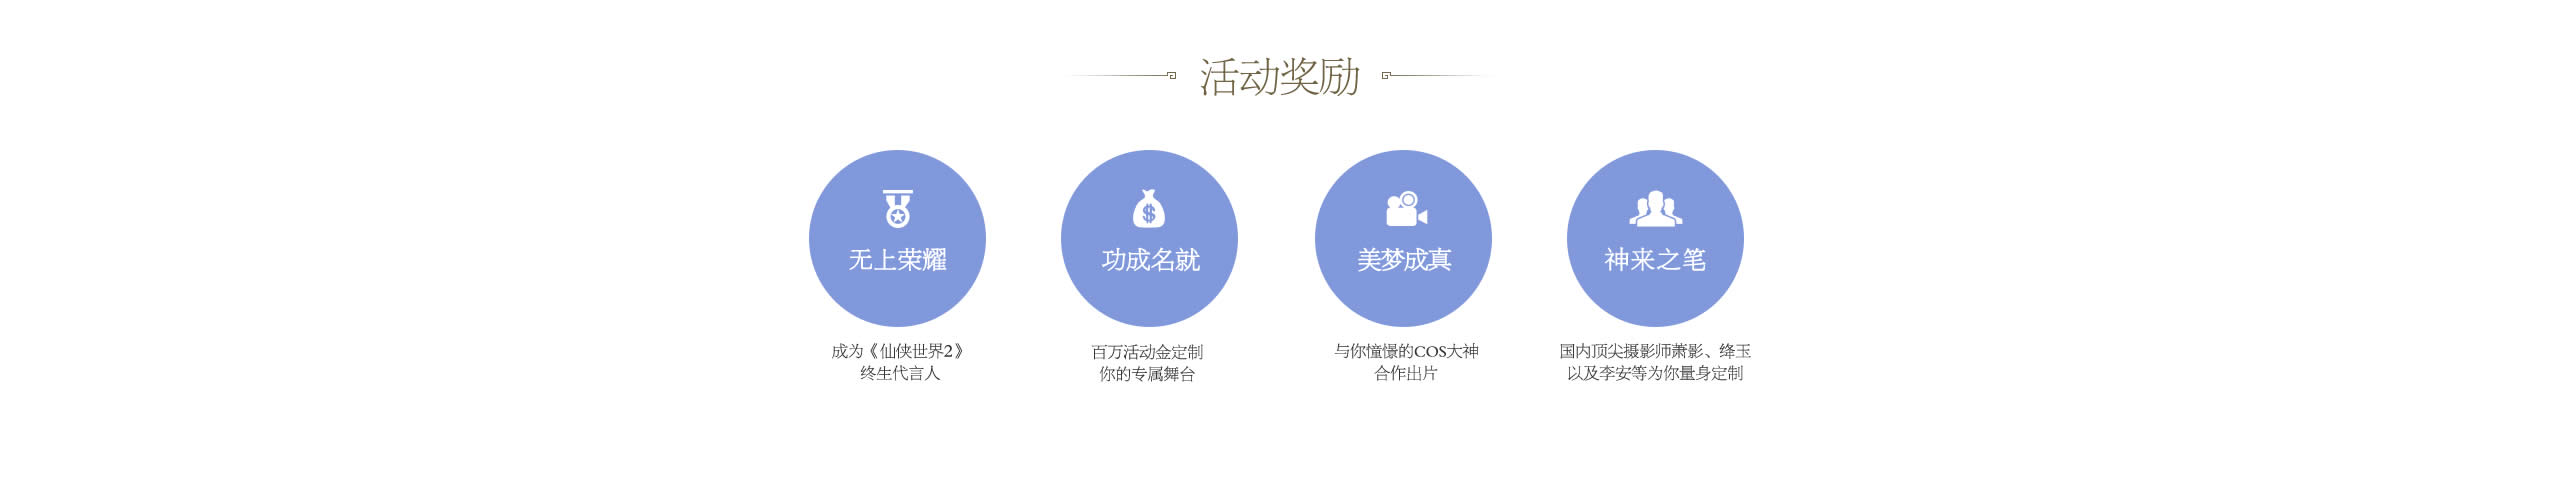 活动奖励
无上荣耀
成为《仙侠世界2》
终生代言人
功成名就
百万活动金定制
你的专属舞台
美梦成真
与你憧憬的COS大神
合作出片
神来之笔
国内顶尖摄影师萧影、绛玉
以及李安等为你量身定制